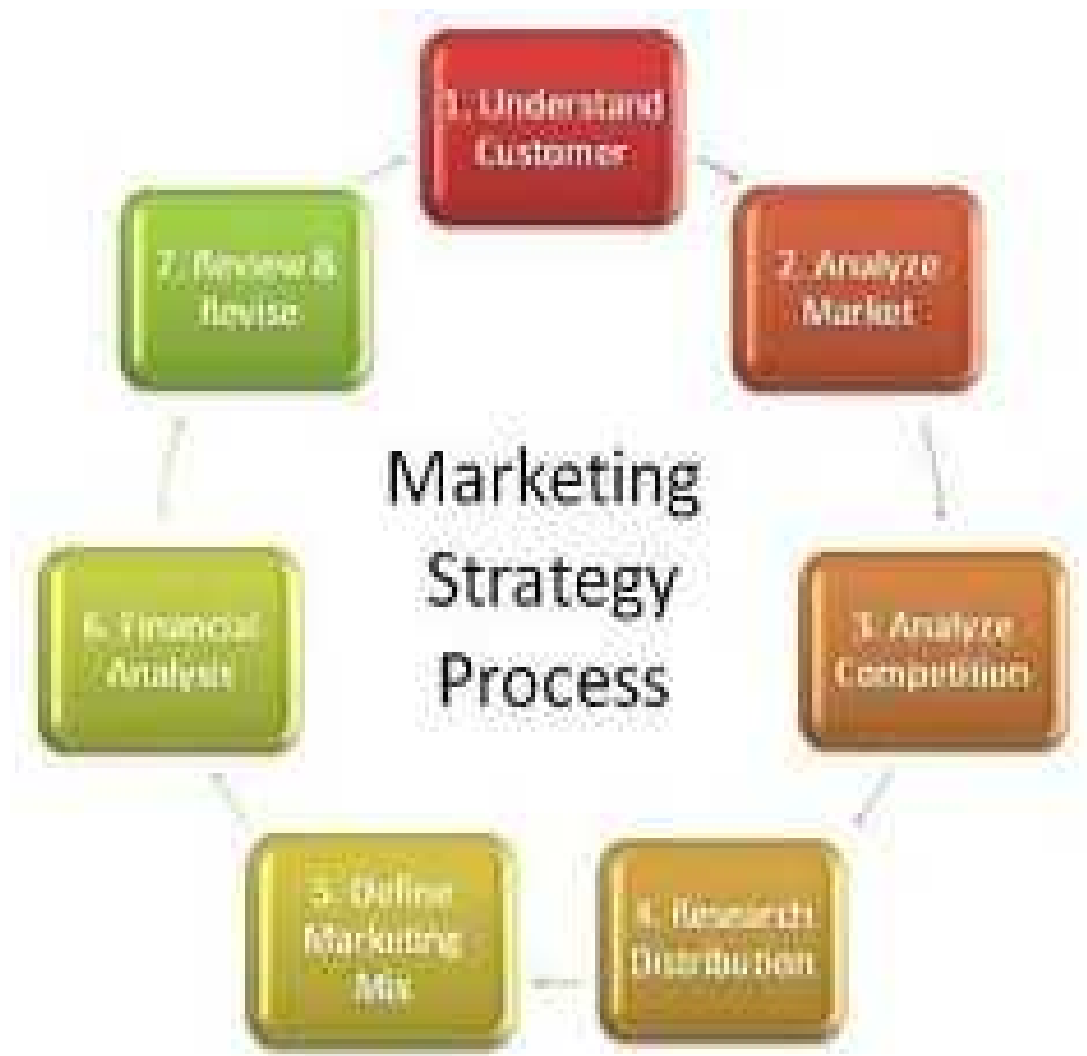 1. Understand
Customer
2. Analyze
Market
3. Analyze
Competition
4. Research
Distribution
5. Define
Marketing
Mix
6. Financial
Analysis
7. Review &
Revise
Marketing
Strategy
Process